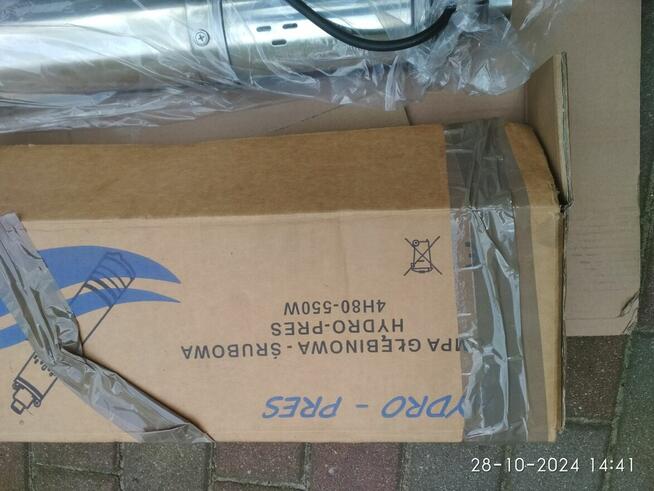 YDRO - PRES
MPA GŁĘBINOWA - ŚRUBOWA
HYDRO-PRES
4H80-550W
28-10-2024 14:41